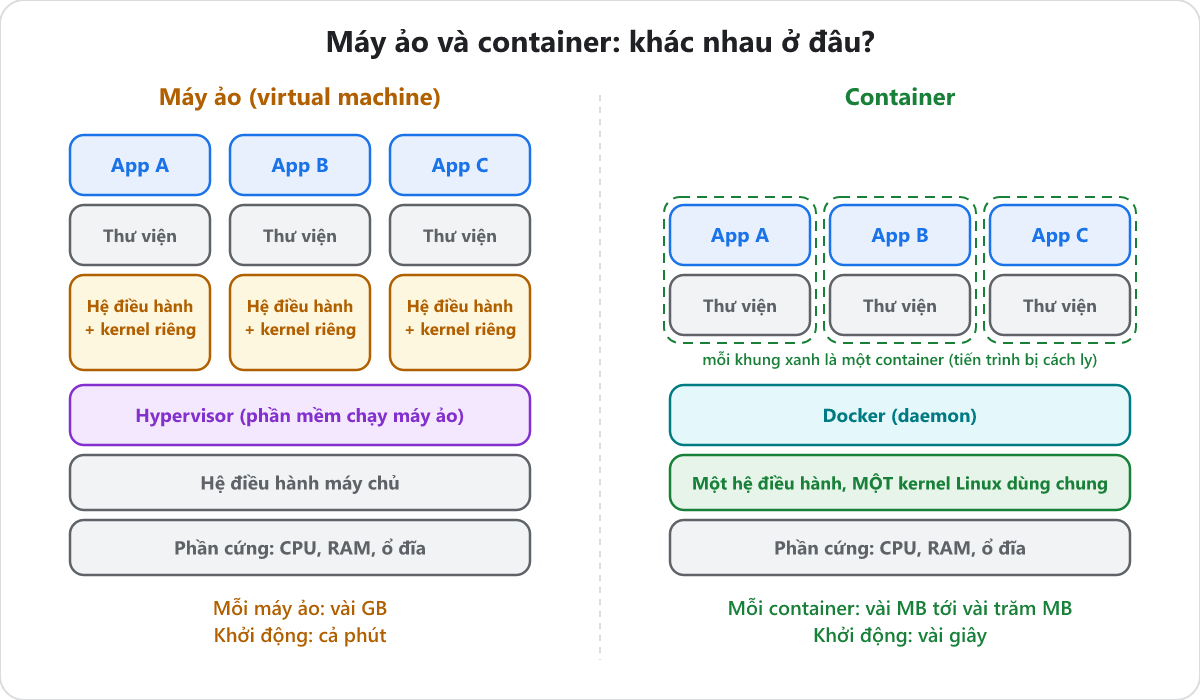 Máy ảo và container: khác nhau ở đâu?
Máy ảo (virtual machine)
App A
App B
App C
Thư viện
Thư viện
Thư viện
Hệ điều hành
+ kernel riêng
Hệ điều hành
+ kernel riêng
Hệ điều hành
+ kernel riêng
Hypervisor (phần mềm chạy máy ảo)
Hệ điều hành máy chủ
Phần cứng: CPU, RAM, ổ đĩa
Mỗi máy ảo: vài GB
Khởi động: cả phút
Container
App A
App B
App C
Thư viện
Thư viện
Thư viện
mỗi khung xanh là một container (tiến trình bị cách ly)
Docker (daemon)
Một hệ điều hành, MỘT kernel Linux dùng chung
Phần cứng: CPU, RAM, ổ đĩa
Mỗi container: vài MB tới vài trăm MB
Khởi động: vài giây